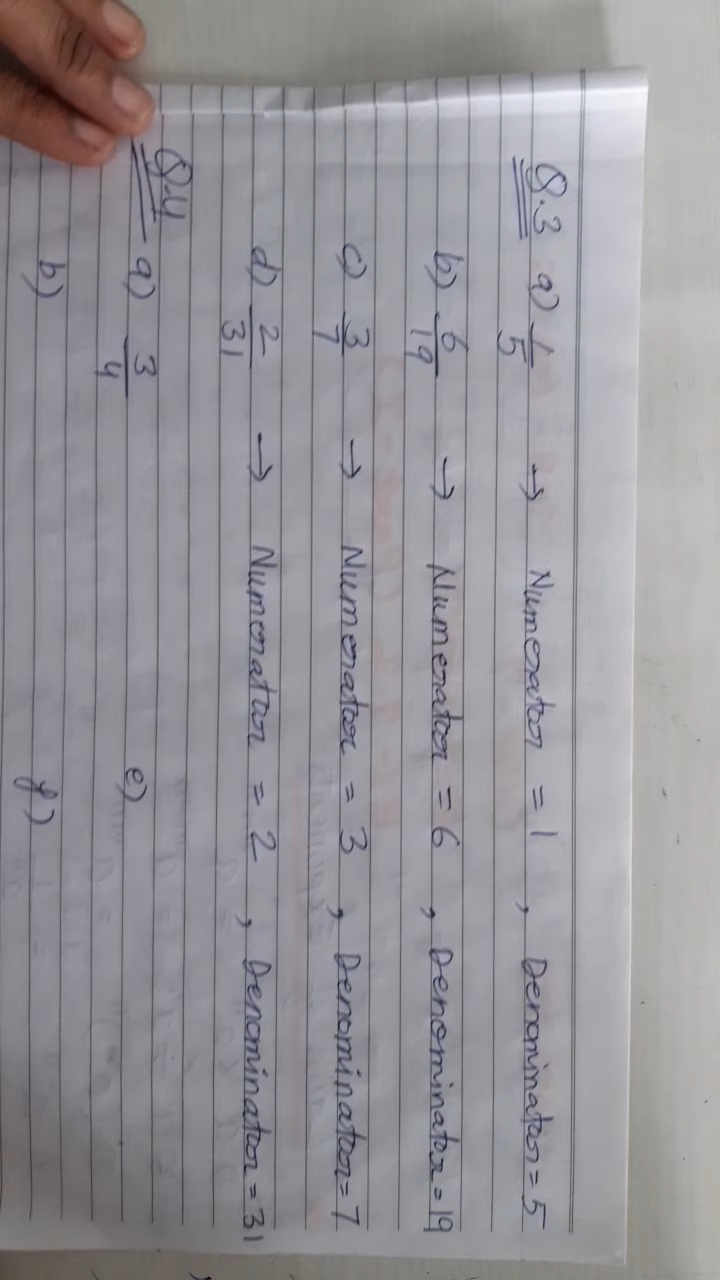 Q.3 a) 1/5 → Numerator = 1 , Denominator = 5
b) 6/19 → Numerator = 6 , Denominator = 19
c) 3/7 → Numerator = 3 , Denominator = 7
d) 2/31 → Numerator = 2 , Denominator = 31
Q.4 a) 3/4 e)
b) f)